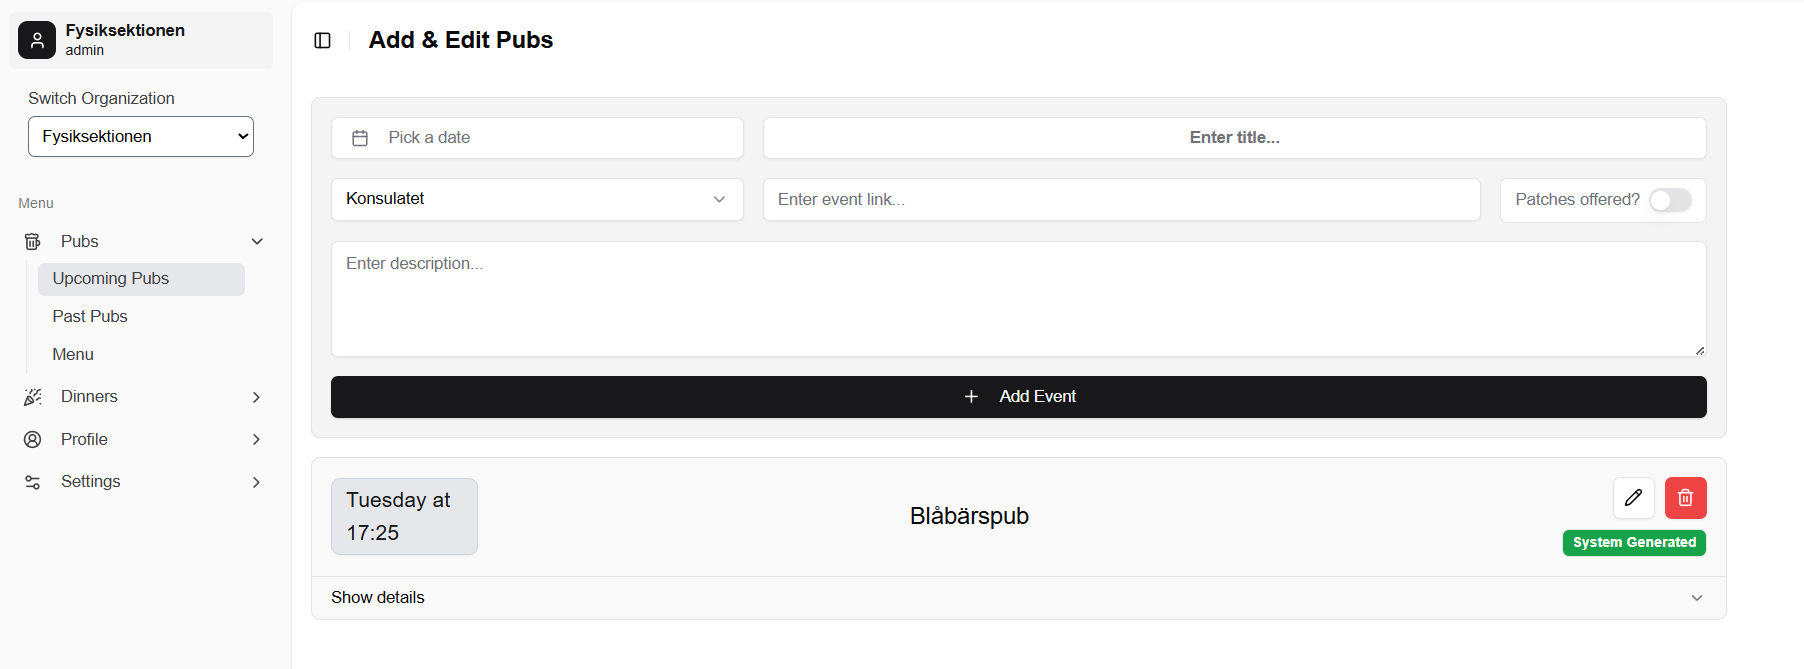 Fysiksektionen
admin
Switch Organization
Fysiksektionen
Menu
Pubs
Upcoming Pubs
Past Pubs
Menu
Dinners
Profile
Settings
Add & Edit Pubs
Pick a date
Enter title...
Konsulatet
Enter event link...
Patches offered?
Enter description...
Add Event
Tuesday at
17:25
Blåbärspub
System Generated
Show details